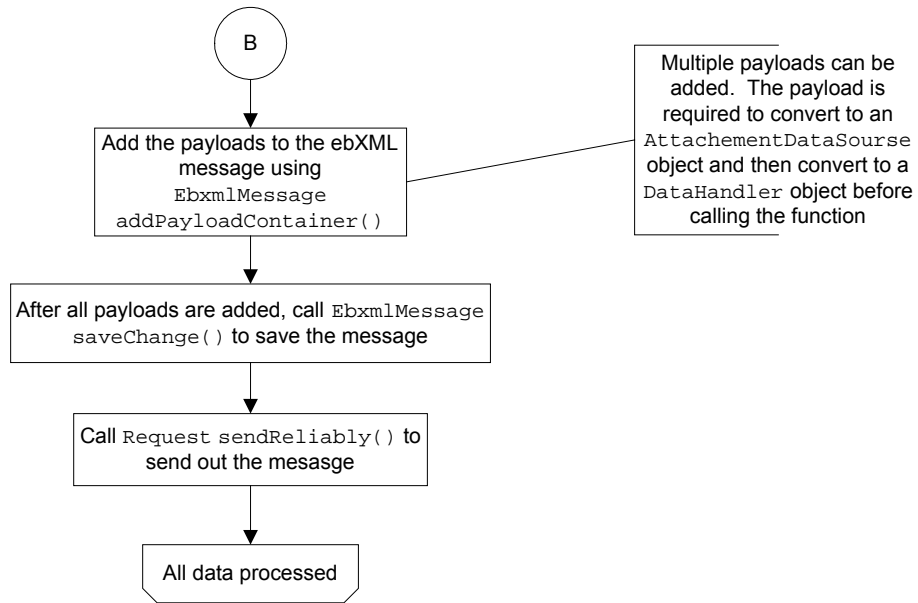 B
Add the payloads to the ebXML
message using
EbxmlMessage
addPayloadContainer()
Multiple payloads can be
added. The payload is
required to convert to an
AttachementDataSourse
object and then convert to a
DataHandler object before
calling the function
After all payloads are added, call EbxmlMessage
saveChange() to save the message
Call Request sendReliably() to
send out the mesasge
All data processed